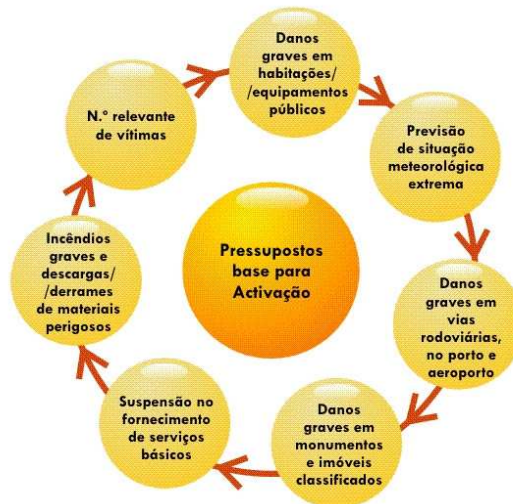 Danos
graves em
habitações/
/equipamentos
públicos
Previsão
de situação
meteorológica
extrema
Danos
graves em
vias
rodoviárias,
no porto e
aeroporto
Danos
graves em
monumentos
e imóveis
classificados
Suspensão no
fornecimento
de serviços
básicos
Incêndios
graves e
descargas/
/derrames
de materiais
perigosos
N.º relevante
de vítimas
Pressupostos
base para
Activação